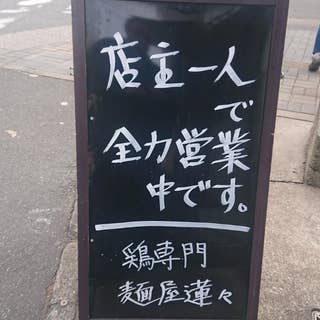 店主一人
で
全力営業
中です。
鶏専門
麺屋蓮々